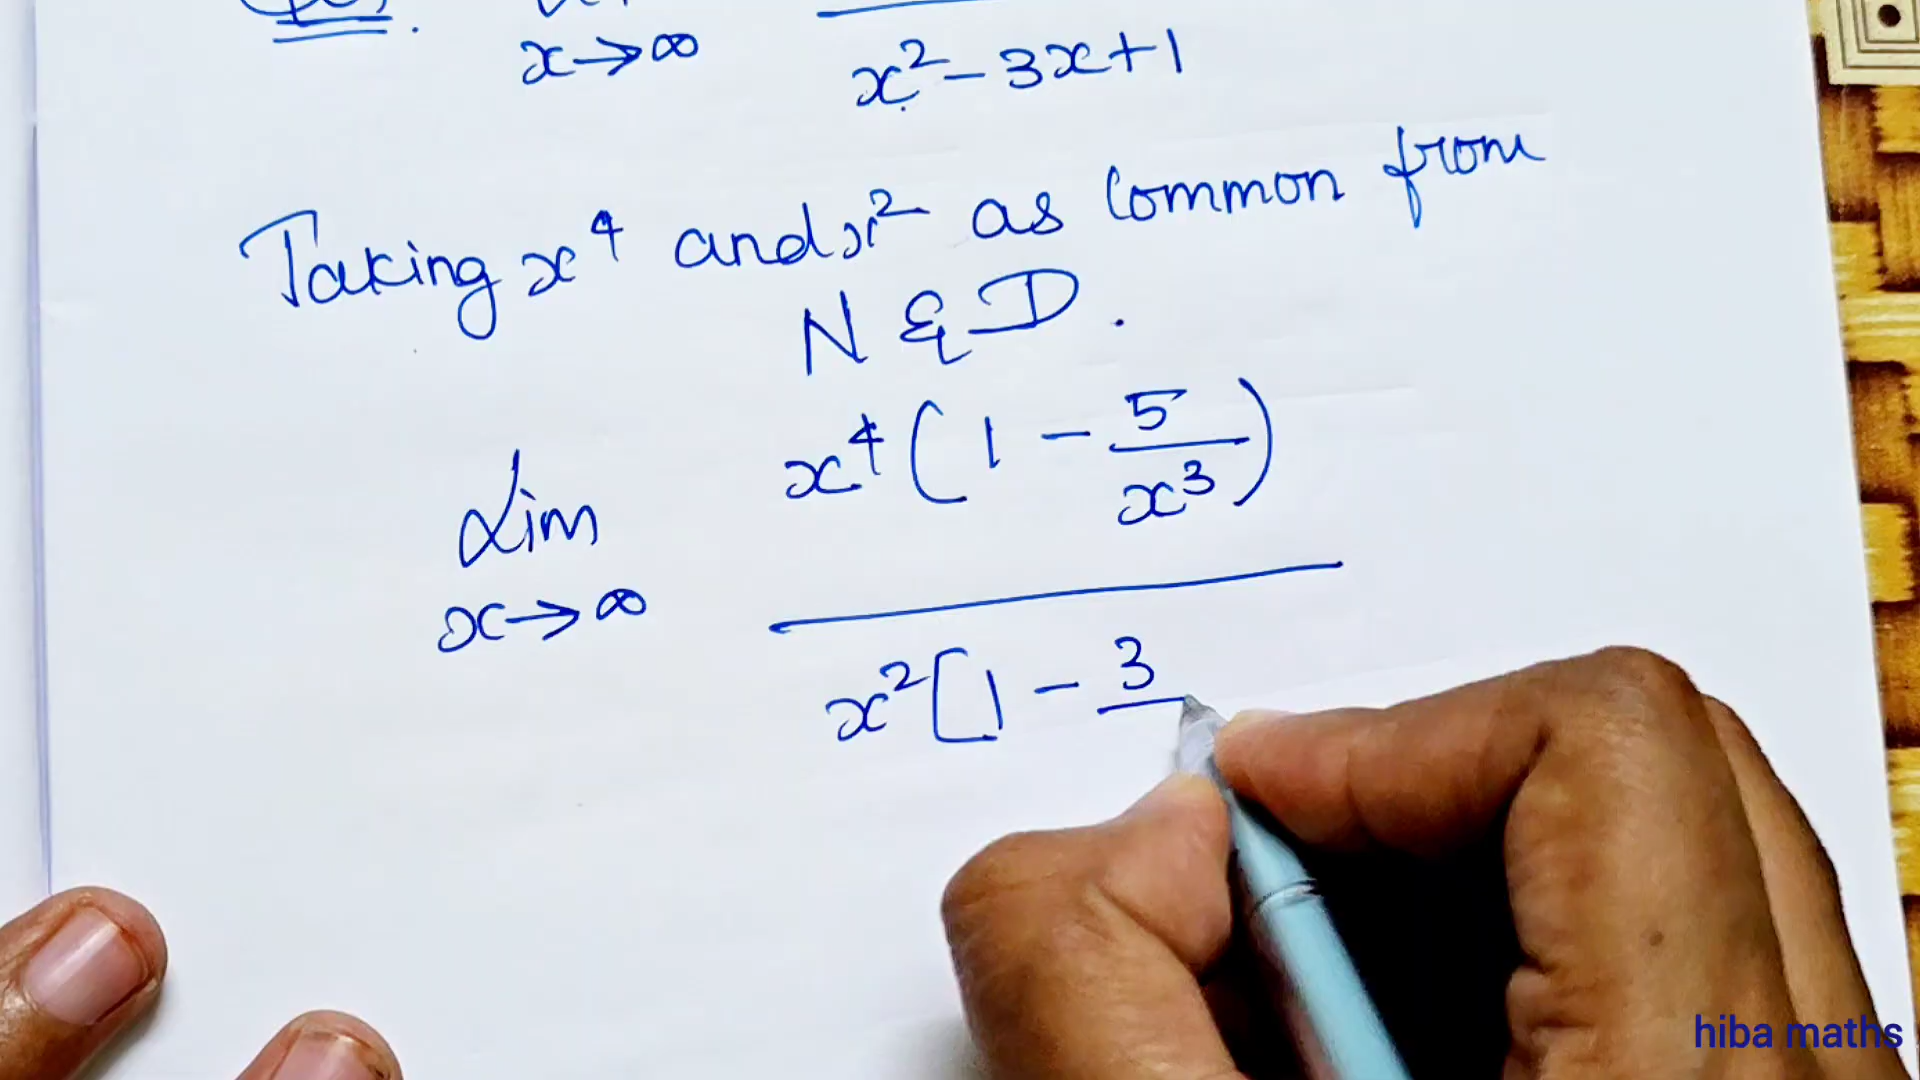 x→∞
x² - 3x + 1
Taking x⁴ and x² as common from
N & D.
x⁴ ( 1 - 5/x³ )
Lim
x→∞
x² [ 1 - 3
hiba maths